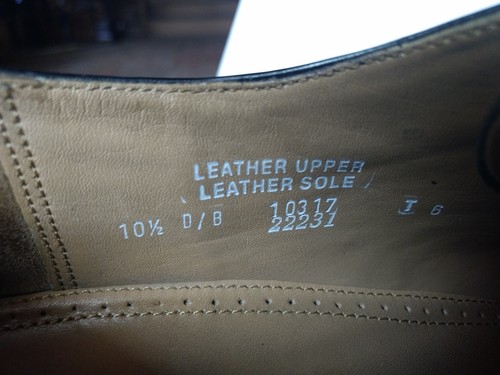 LEATHER UPPER
LEATHER SOLE
10½ D/B 10317 I 6
22231